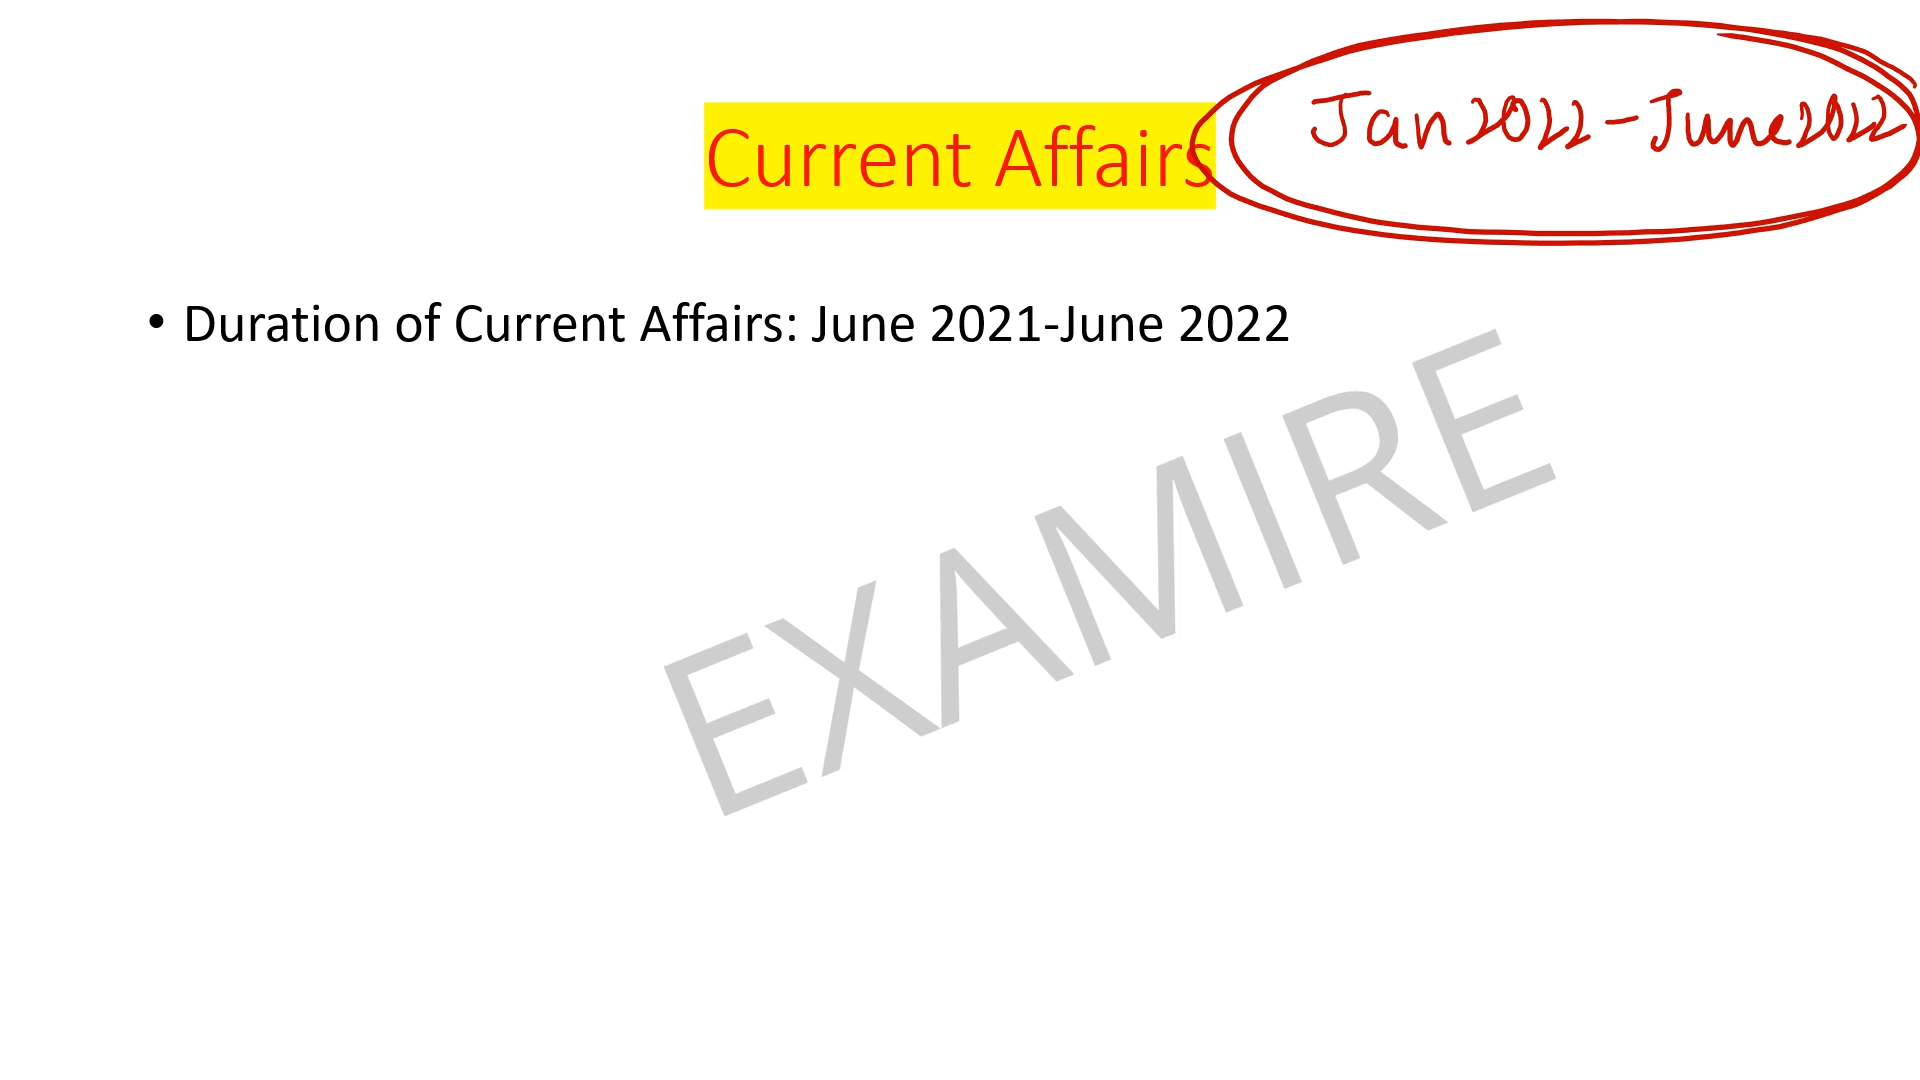 Jan 2022 - June 2022
Current Affairs
• Duration of Current Affairs: June 2021-June 2022
EXAMIRE